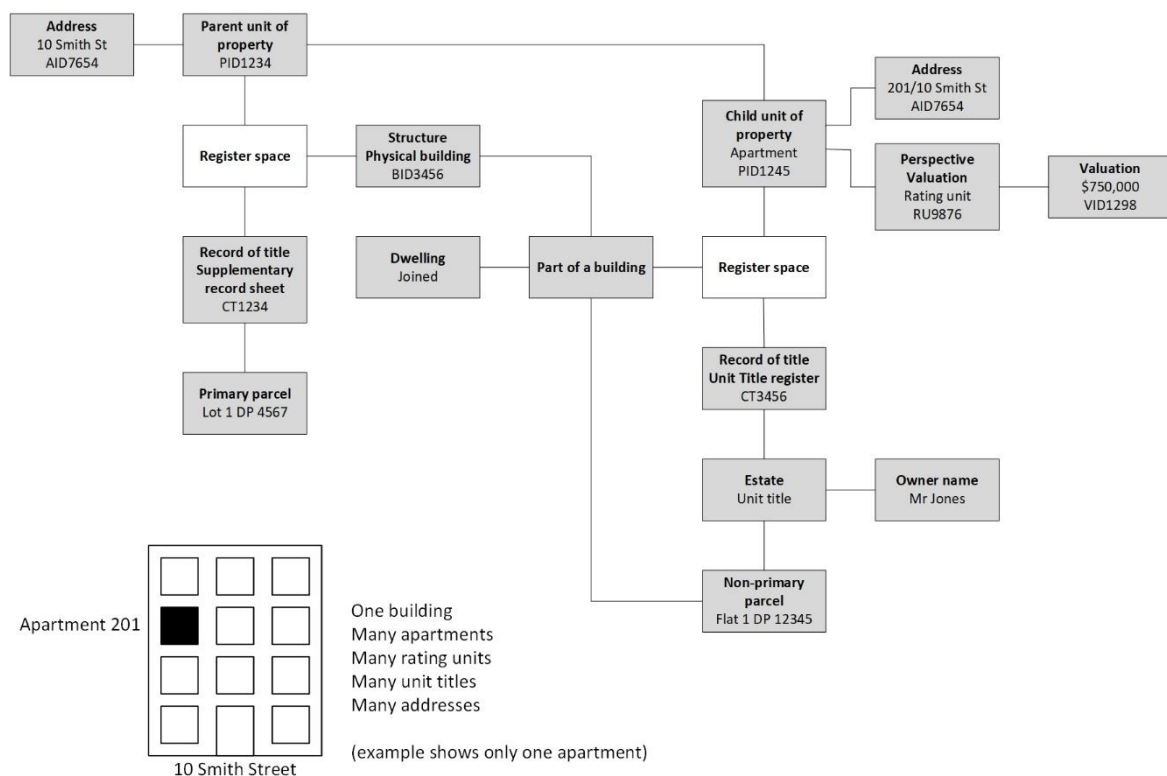 Address
10 Smith St
AID7654
Parent unit of
property
PID1234
Address
201/10 Smith St
AID7654
Child unit of
property
Apartment
PID1245
Register space
Structure
Physical building
BID3456
Perspective
Valuation
Rating unit
RU9876
Valuation
$750,000
VID1298
Record of title
Supplementary
record sheet
CT1234
Dwelling
Joined
Part of a building
Register space
Record of title
Unit Title register
CT3456
Primary parcel
Lot 1 DP 4567
Estate
Unit title
Owner name
Mr Jones
Non-primary
parcel
Flat 1 DP 12345
Apartment 201
One building
Many apartments
Many rating units
Many unit titles
Many addresses
(example shows only one apartment)
10 Smith Street